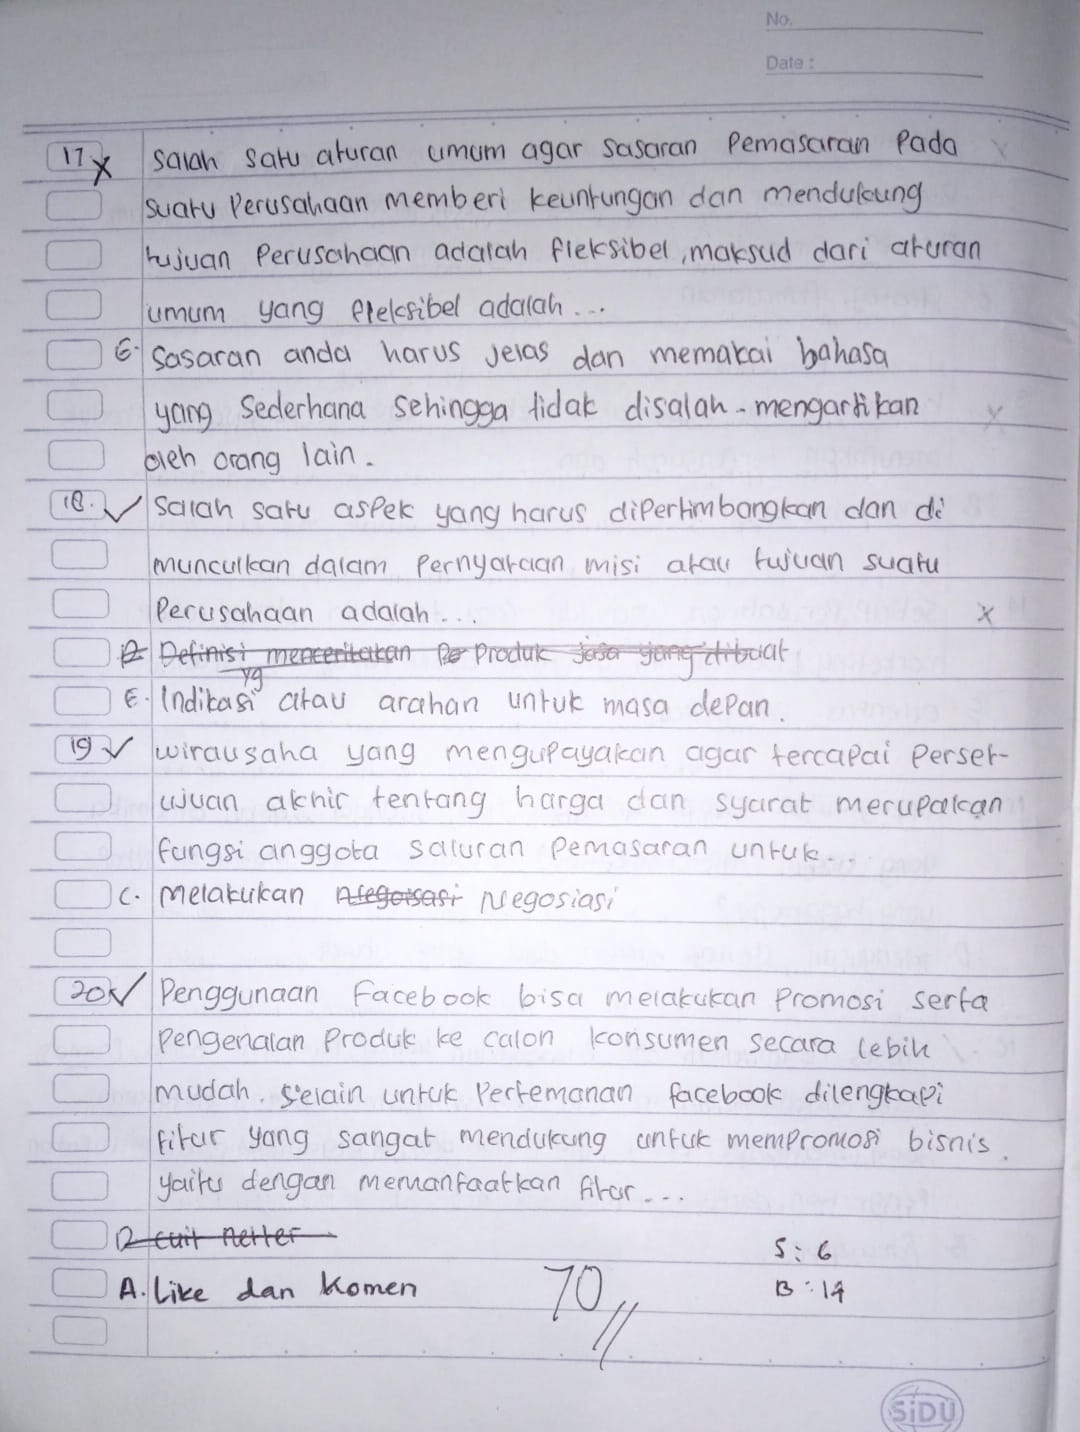 No.
Date :
17 x Salah satu aturan umum agar sasaran Pemasaran Pada
suatu Perusahaan memberi keuntungan dan mendukung
tujuan Perusahaan adalah fleksibel, maksud dari aturan
umum yang fleksibel adalah...
E. Sasaran anda harus Jelas dan memakai bahasa
yang Sederhana Sehingga tidak disalah-mengartikan
oleh orang lain.
18. ✓ Salah satu asPek yang harus diPertimbangkan dan di
munculkan dalam Pernyataan misi atau tujuan suatu
Perusahaan adalah...
D Definisi menceritakan Produk Jasa yang dibuat
yg
E. Indikasi atau arahan untuk masa dePan.
19 ✓ wirausaha yang menguPayakan agar tercaPai Perset-
ujuan akhir tentang harga dan syarat meruPakan
fungsi anggota saluran Pemasaran untuk...
C. Melakukan Negoisasi Negosiasi
20 ✓ Penggunaan Facebook bisa melakukan Promosi serta
Pengenalan Produk ke calon konsumen secara lebih
mudah. Selain untuk Pertemanan facebook dilengkaPi
fitur yang sangat mendukung untuk memPromosi bisnis.
yaitu dengan memanfaatkan fitur...
D cuit netter
S : 6
A. Like dan Komen 70 B : 14
SiDU